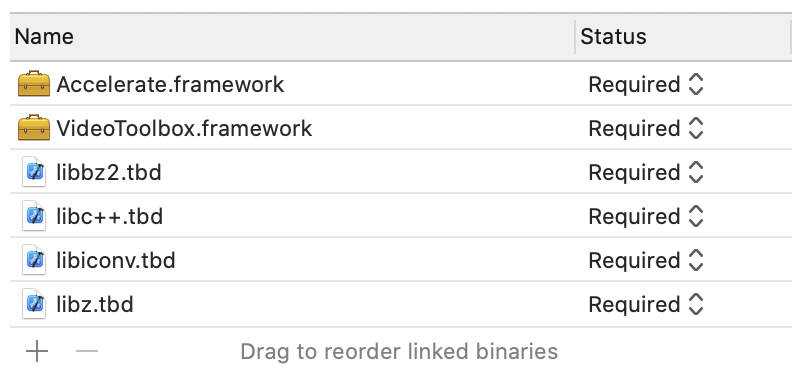 Name Status
Accelerate.framework Required
VideoToolbox.framework Required
libbz2.tbd Required
libc++.tbd Required
libiconv.tbd Required
libz.tbd Required
Drag to reorder linked binaries